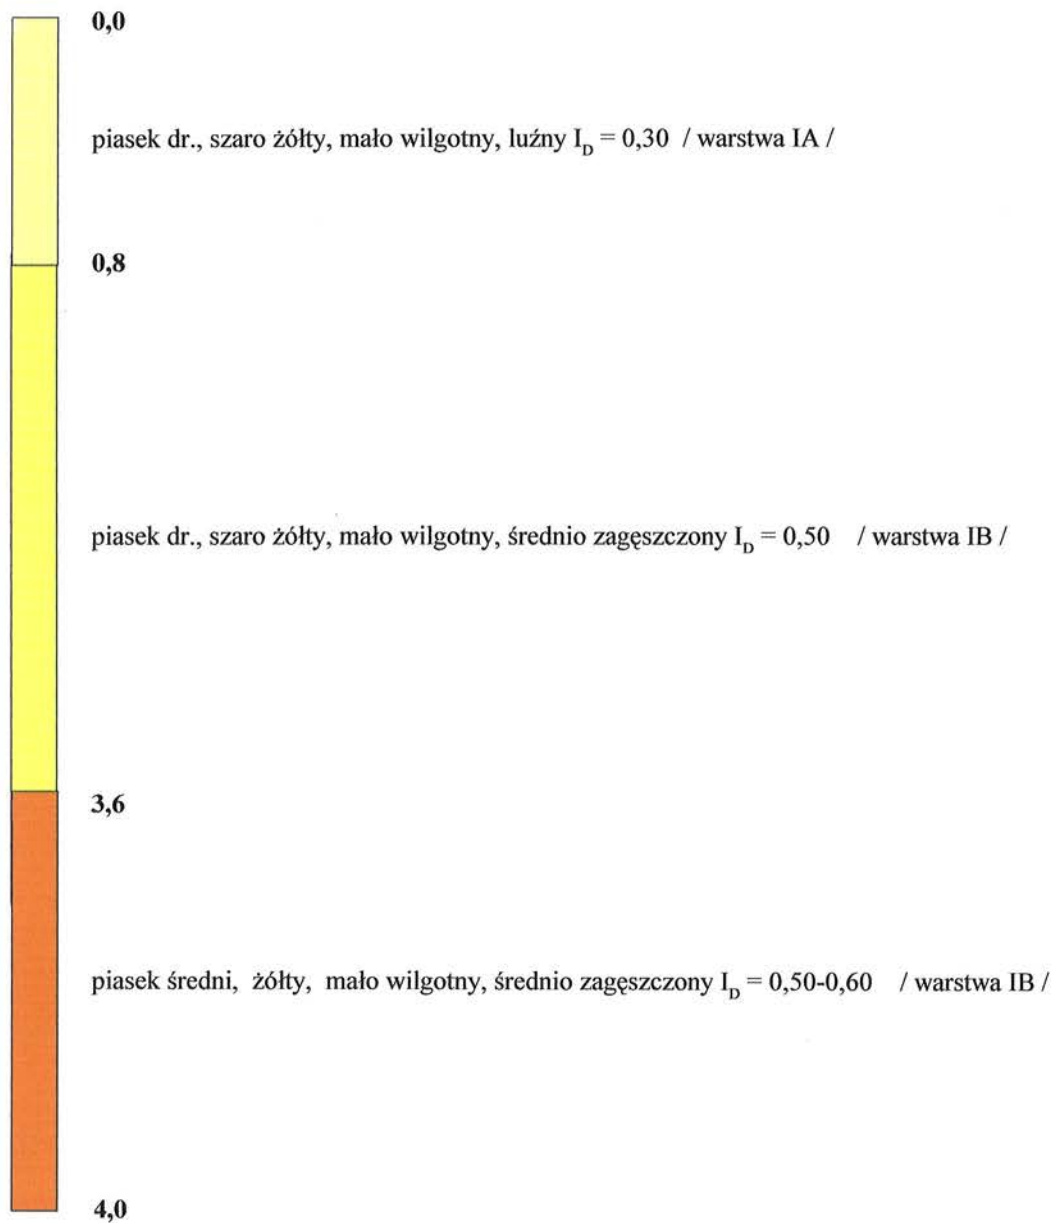 0,0
piasek dr., szaro żółty, mało wilgotny, luźny I_D = 0,30 / warstwa IA /
0,8
piasek dr., szaro żółty, mało wilgotny, średnio zagęszczony I_D = 0,50 / warstwa IB /
3,6
piasek średni, żółty, mało wilgotny, średnio zagęszczony I_D = 0,50-0,60 / warstwa IB /
4,0